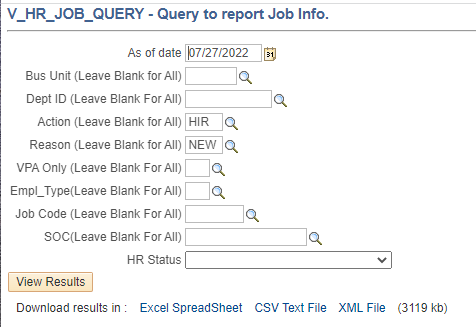 V_HR_JOB_QUERY - Query to report Job Info.
As of date 07/27/2022 31
Bus Unit (Leave Blank for All)
Dept ID (Leave Blank For All)
Action (Leave Blank for All) HIR
Reason (Leave Blank For All) NEW
VPA Only (Leave Blank For All)
Empl_Type(Leave Blank For All)
Job Code (Leave Blank For All)
SOC(Leave Blank For All)
HR Status
View Results
Download results in : Excel SpreadSheet CSV Text File XML File (3119 kb)